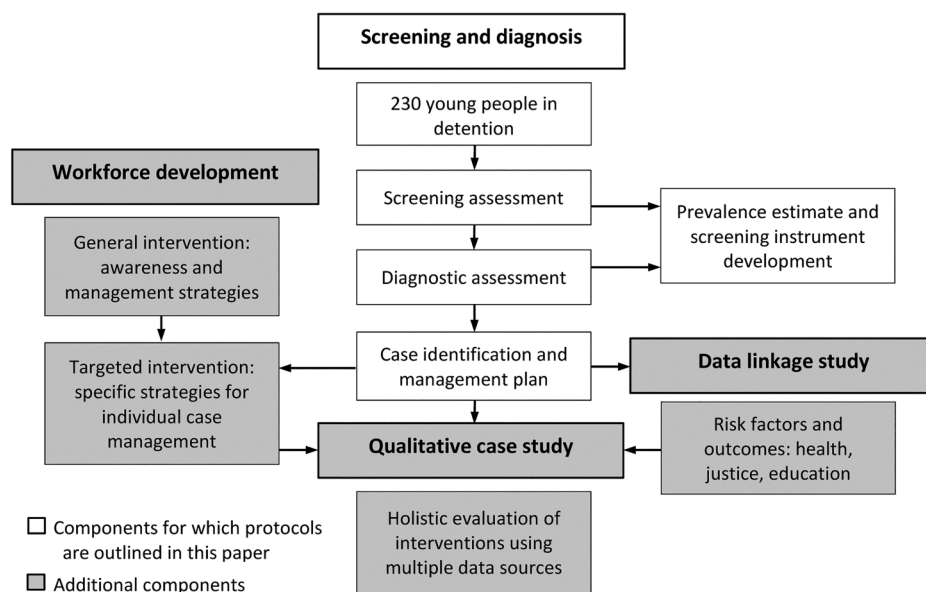 Screening and diagnosis
230 young people in
detention
Workforce development
Screening assessment
General intervention:
awareness and
management strategies
Prevalence estimate and
screening instrument
development
Diagnostic assessment
Targeted intervention:
specific strategies for
individual case
management
Case identification and
management plan
Data linkage study
Risk factors and
outcomes: health,
justice, education
Qualitative case study
Holistic evaluation of
interventions using
multiple data sources
Components for which protocols
are outlined in this paper
Additional components